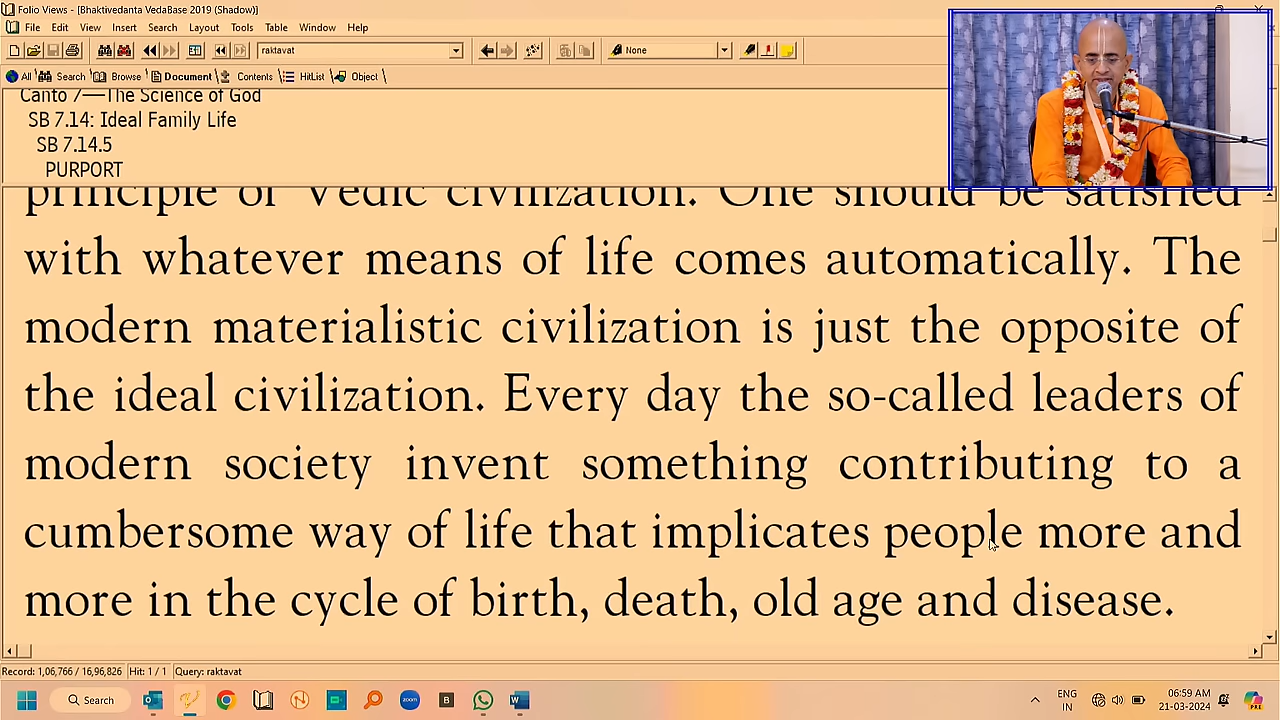 Folio Views - [Bhaktivedanta VedaBase 2019 (Shadow)]
File Edit View Insert Search Layout Tools Table Window Help
raktavat None
All Search Browse Document Contents HitList Object
Canto 7—The Science of God
SB 7.14: Ideal Family Life
SB 7.14.5
PURPORT
principle of Vedic civilization. One should be satisfied
with whatever means of life comes automatically. The
modern materialistic civilization is just the opposite of
the ideal civilization. Every day the so-called leaders of
modern society invent something contributing to a
cumbersome way of life that implicates people more and
more in the cycle of birth, death, old age and disease.
Record: 1,06,766 / 16,96,826 Hit: 1 / 1 Query: raktavat
Search
zoom
B
W
ENG
IN
06:59 AM
21-03-2024
PRE